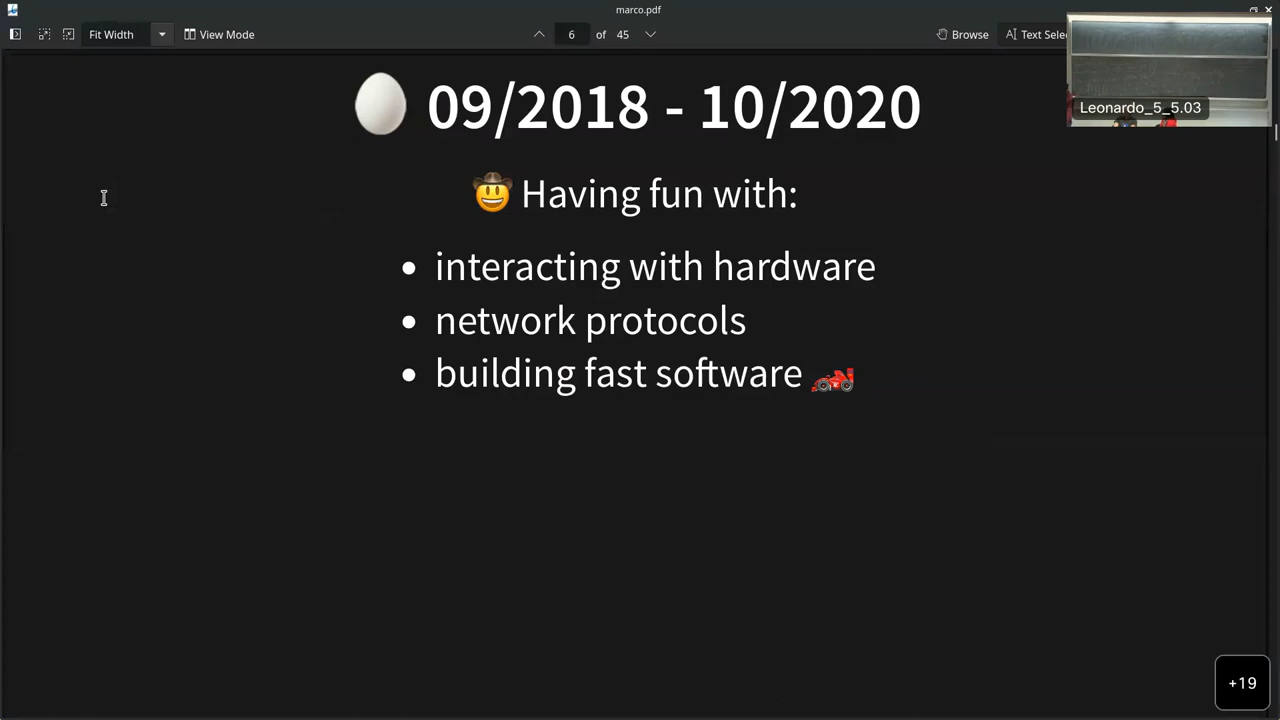 marco.pdf
Fit Width
View Mode
6 of 45
Browse
Text Selec
Leonardo_5_5.03
🥚 09/2018 - 10/2020
🤠 Having fun with:
• interacting with hardware
• network protocols
• building fast software 🏎️
+19